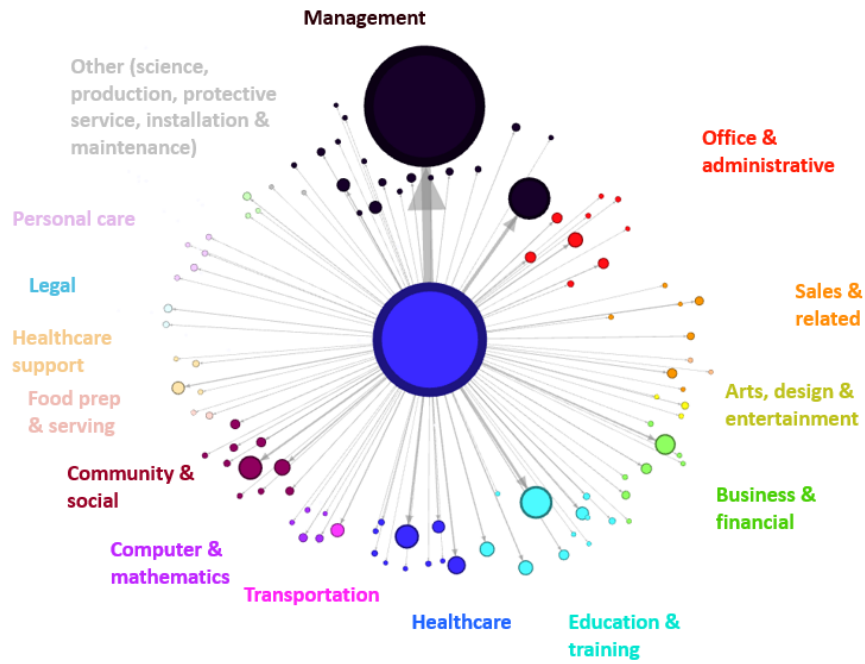 Management
Other (science,
production, protective
service, installation &
maintenance)
Office &
administrative
Personal care
Legal
Sales &
related
Healthcare
support
Food prep
& serving
Arts, design &
entertainment
Community &
social
Business &
financial
Computer &
mathematics
Transportation
Healthcare
Education &
training